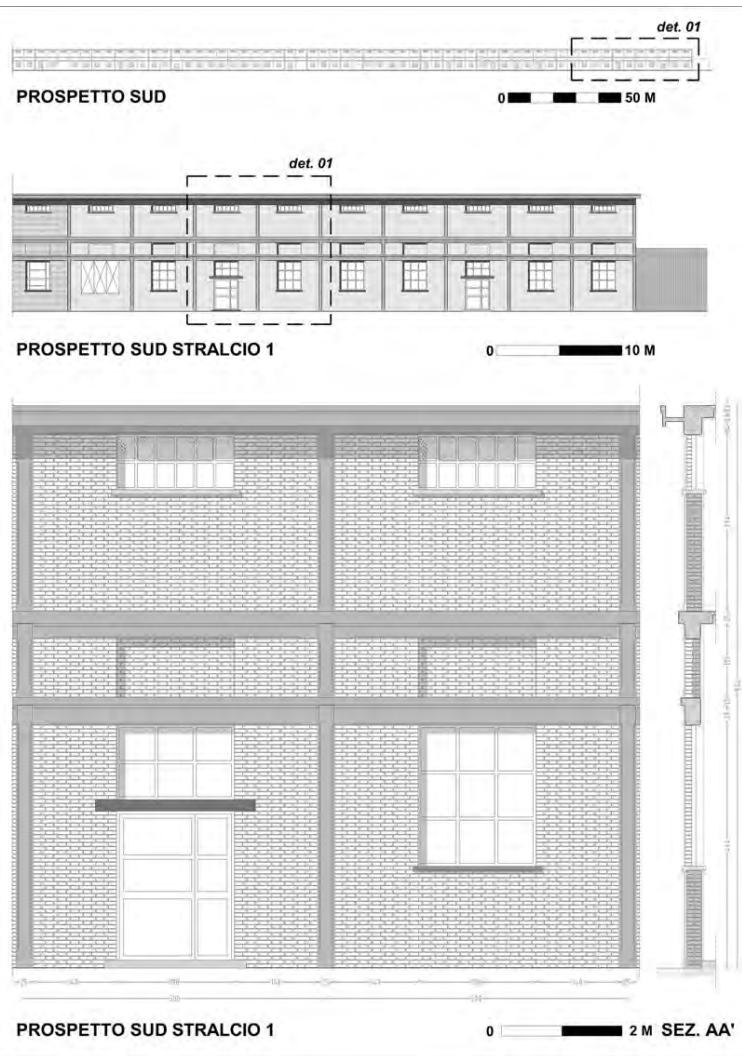 det. 01
PROSPETTO SUD
0 50 M
det. 01
PROSPETTO SUD STRALCIO 1
0 10 M
PROSPETTO SUD STRALCIO 1
0 2 M SEZ. AA'